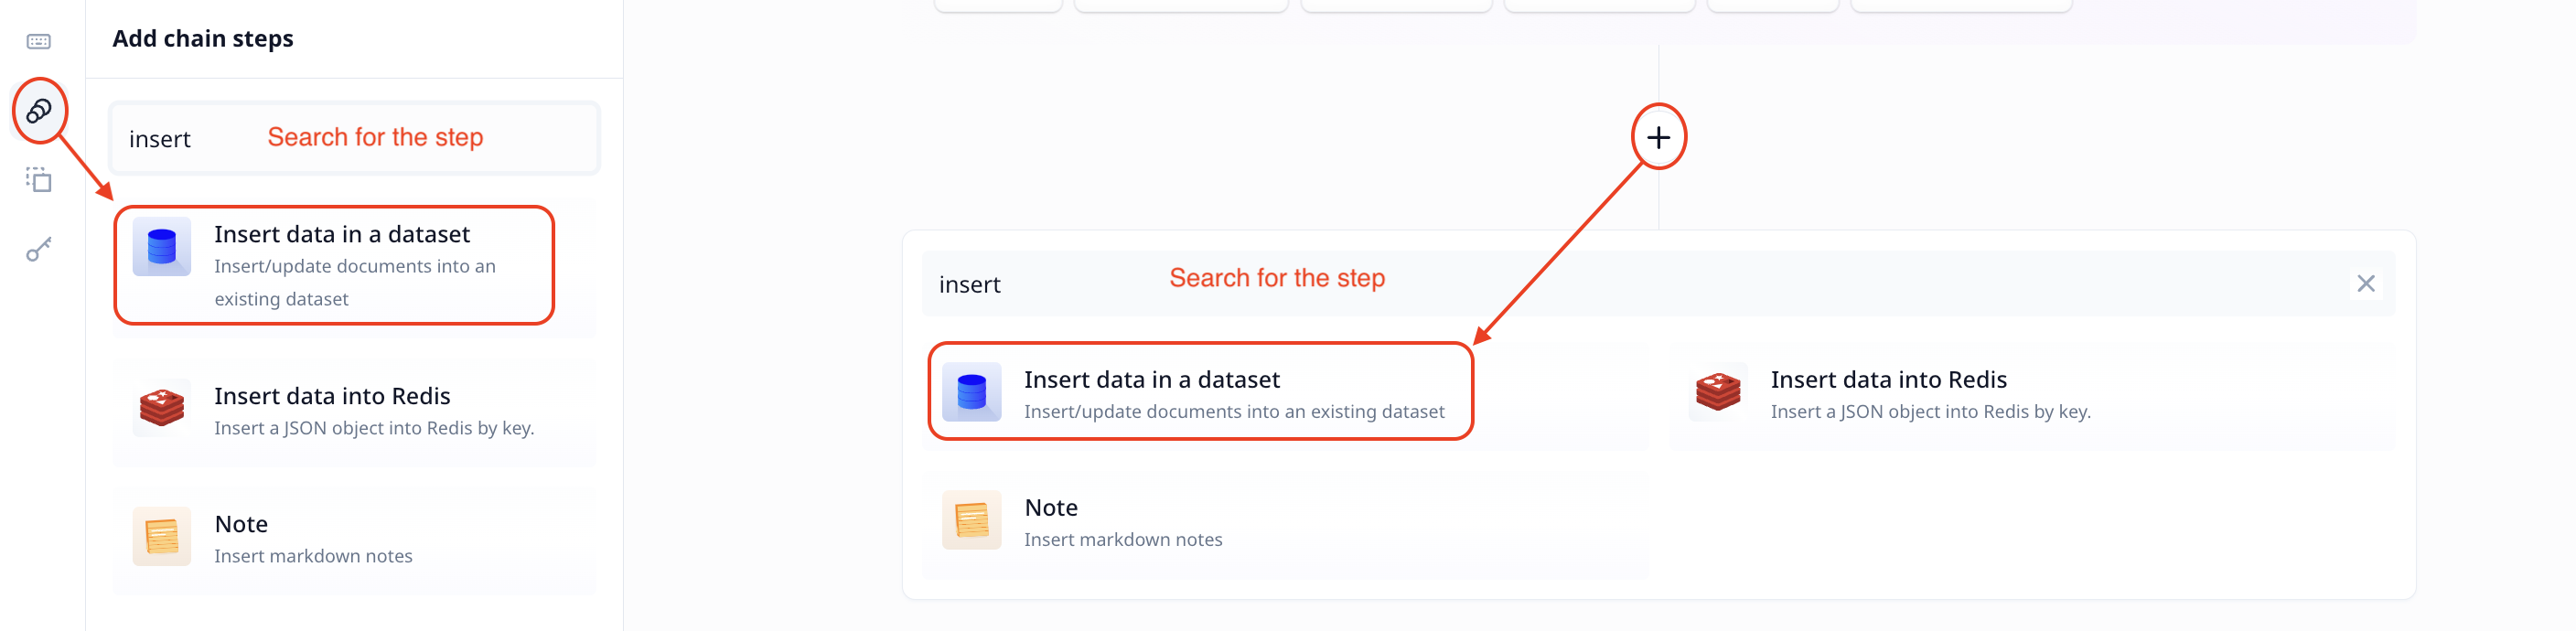 Add chain steps
insert
Search for the step
Insert data in a dataset
Insert/update documents into an
existing dataset
Insert data into Redis
Insert a JSON object into Redis by key.
Note
Insert markdown notes
insert
Search for the step
Insert data in a dataset
Insert/update documents into an existing dataset
Insert data into Redis
Insert a JSON object into Redis by key.
Note
Insert markdown notes